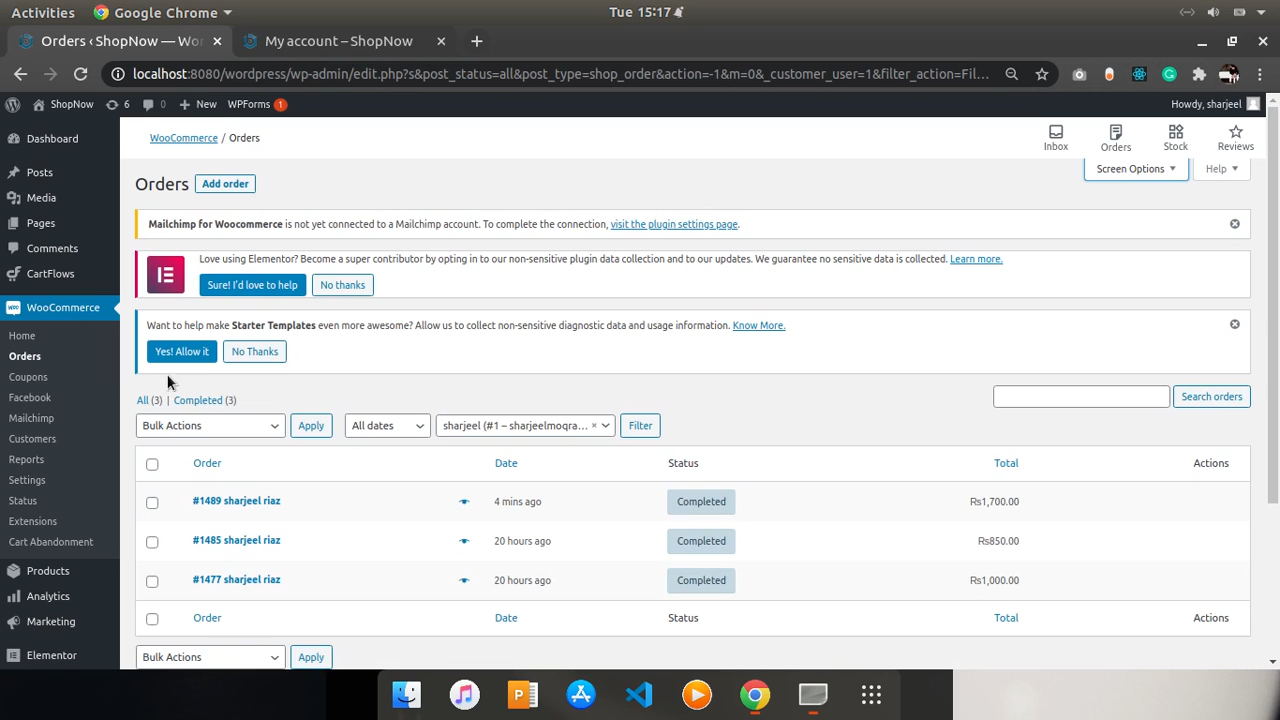 Activities Google Chrome Tue 15:17
Orders ‹ ShopNow — Wo My account – ShopNow
localhost:8080/wordpress/wp-admin/edit.php?s&post_status=all&post_type=shop_order&action=-1&m=0&_customer_user=1&filter_action=Fil...
ShopNow 6 0 New WPForms 1 Howdy, sharjeel
Dashboard
Posts
Media
Pages
Comments
CartFlows
WooCommerce
Home
Orders
Coupons
Facebook
Mailchimp
Customers
Reports
Settings
Status
Extensions
Cart Abandonment
Products
Analytics
Marketing
Elementor
WooCommerce / Orders
Inbox Orders Stock Reviews
Screen Options Help
Orders Add order
Mailchimp for Woocommerce is not yet connected to a Mailchimp account. To complete the connection, visit the plugin settings page.
Love using Elementor? Become a super contributor by opting in to our non-sensitive plugin data collection and to our updates. We guarantee no sensitive data is collected. Learn more.
Sure! I'd love to help No thanks
Want to help make Starter Templates even more awesome? Allow us to collect non-sensitive diagnostic data and usage information. Know More.
Yes! Allow it No Thanks
All (3) | Completed (3) Search orders
Bulk Actions Apply All dates sharjeel (#1 – sharjeelmoqra... × Filter
Order Date Status Total Actions
#1489 sharjeel riaz 4 mins ago Completed ₨1,700.00
#1485 sharjeel riaz 20 hours ago Completed ₨850.00
#1477 sharjeel riaz 20 hours ago Completed ₨1,000.00
Order Date Status Total Actions
Bulk Actions Apply